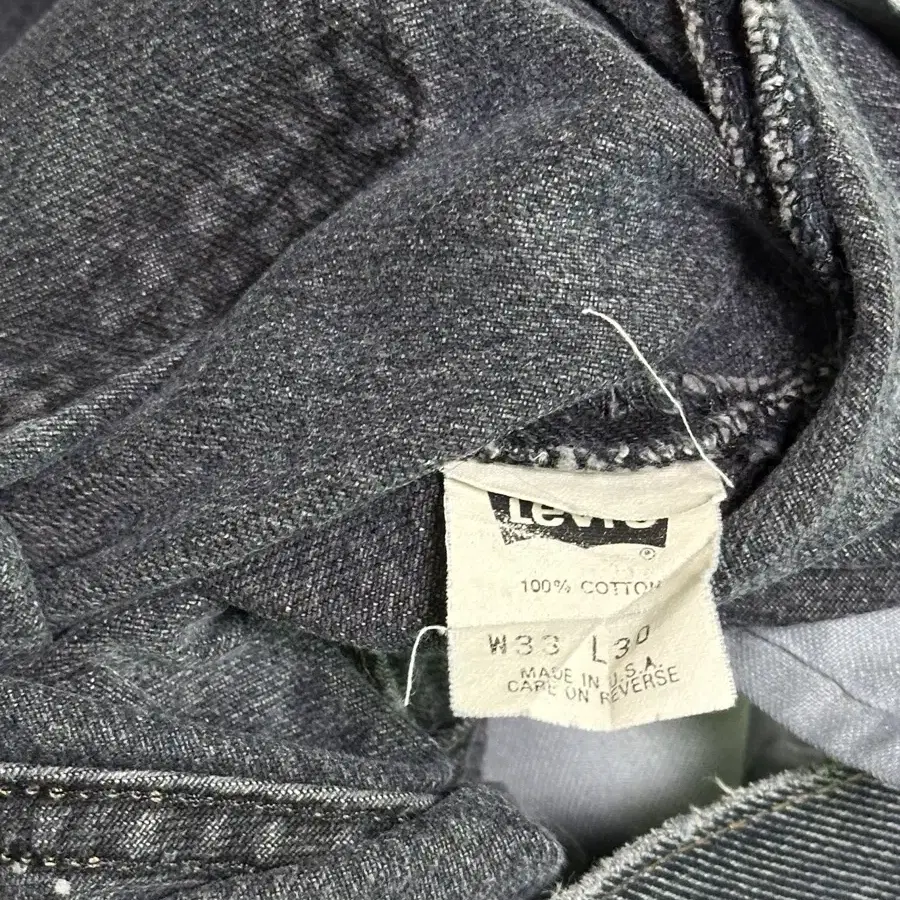 Levi's
®
100% COTTON
W33 L30
MADE IN U.S.A.
CARE ON REVERSE